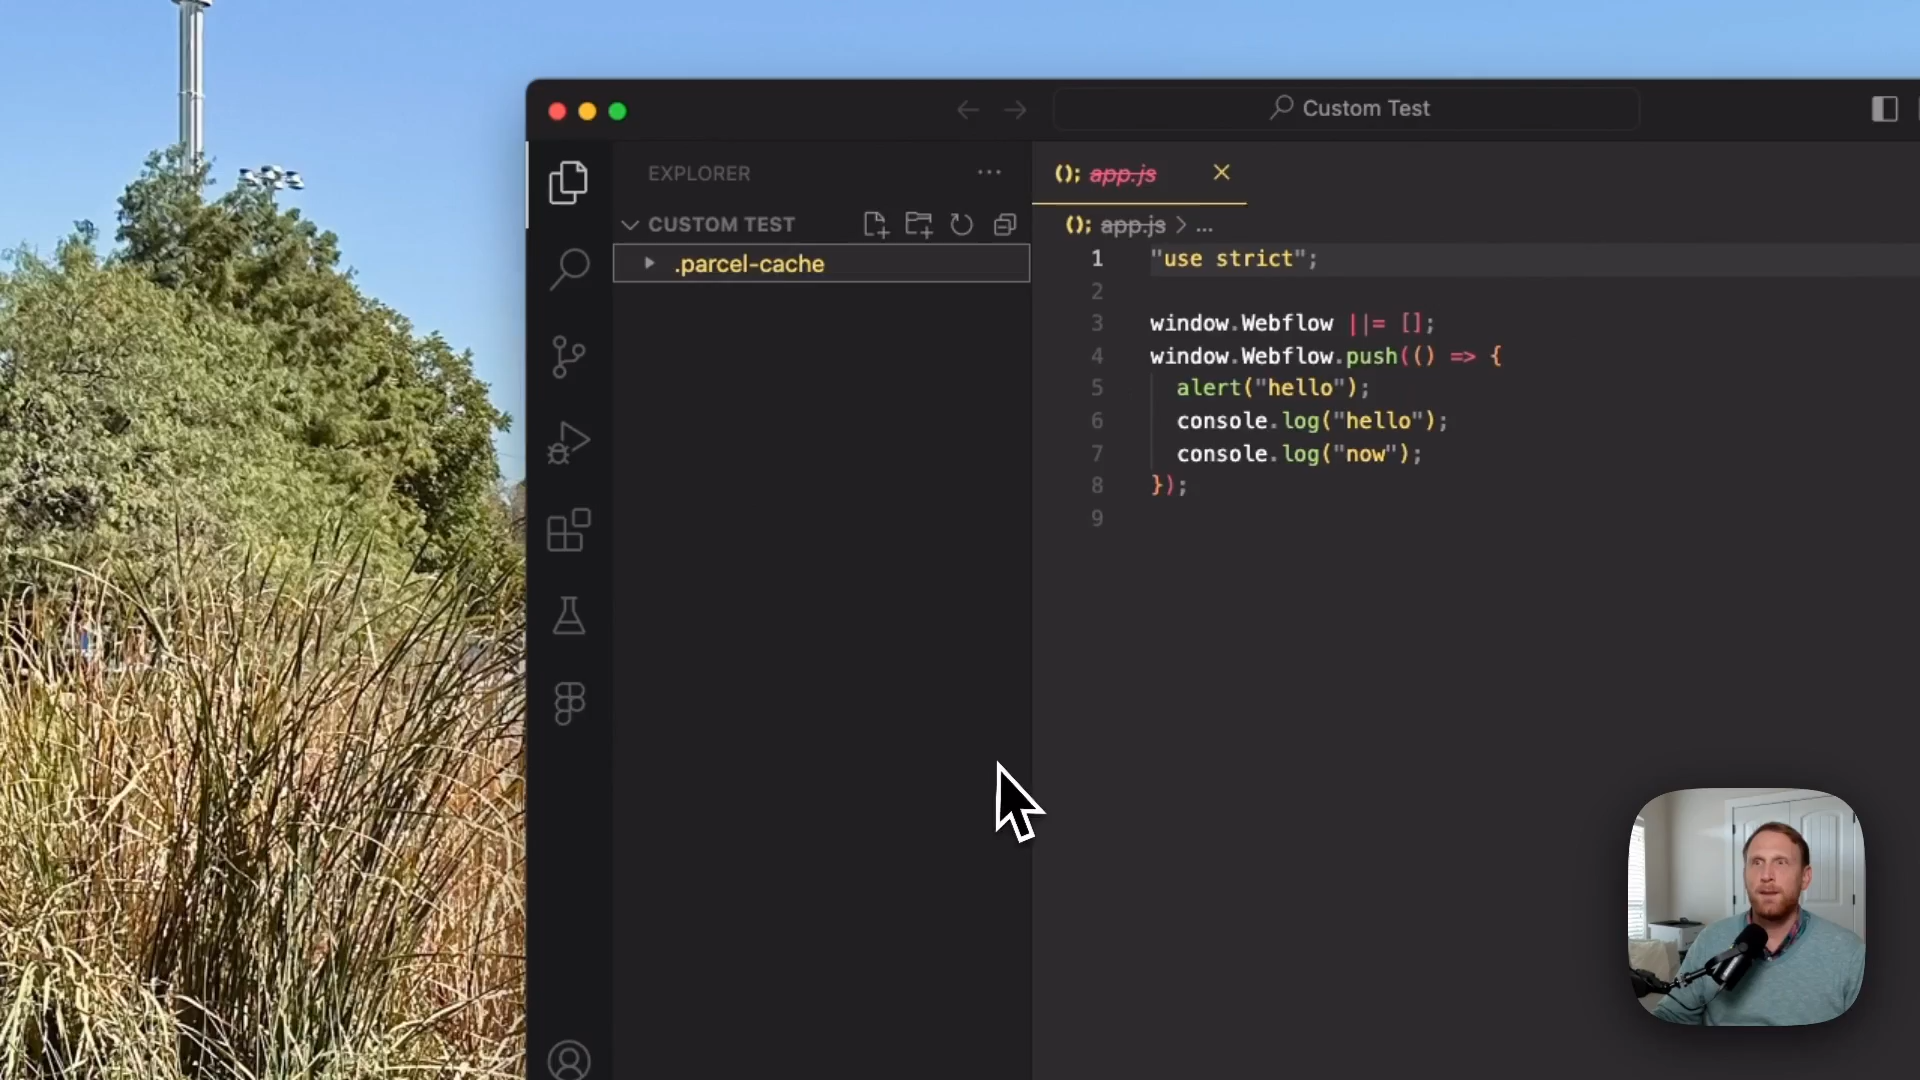 Custom Test
EXPLORER
CUSTOM TEST
.parcel-cache
(); app.js
(); app.js > ...
1 "use strict";
2
3 window.Webflow ||= [];
4 window.Webflow.push(() => {
5 alert("hello");
6 console.log("hello");
7 console.log("now");
8 });
9